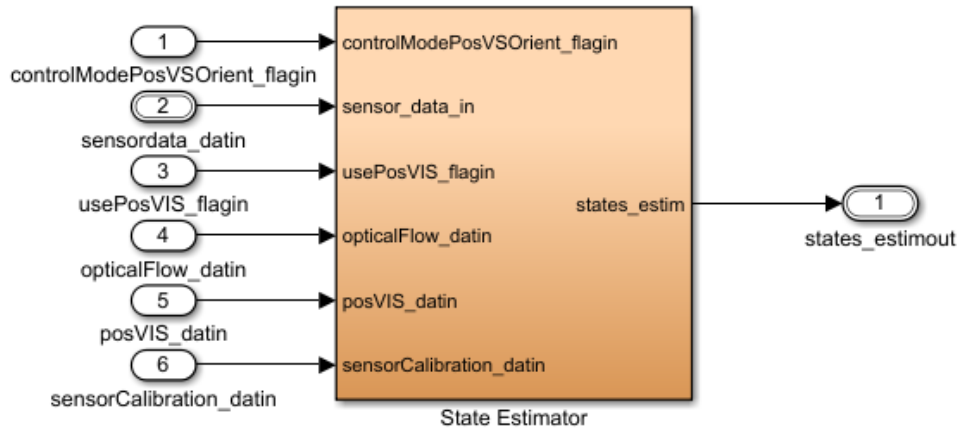 1
controlModePosVSOrient_flagin
controlModePosVSOrient_flagin
2
sensor_data_in
sensordata_datin
3
usePosVIS_flagin
usePosVIS_flagin
states_estim
1
4
opticalFlow_datin
states_estimout
opticalFlow_datin
5
posVIS_datin
posVIS_datin
6
sensorCalibration_datin
sensorCalibration_datin
State Estimator